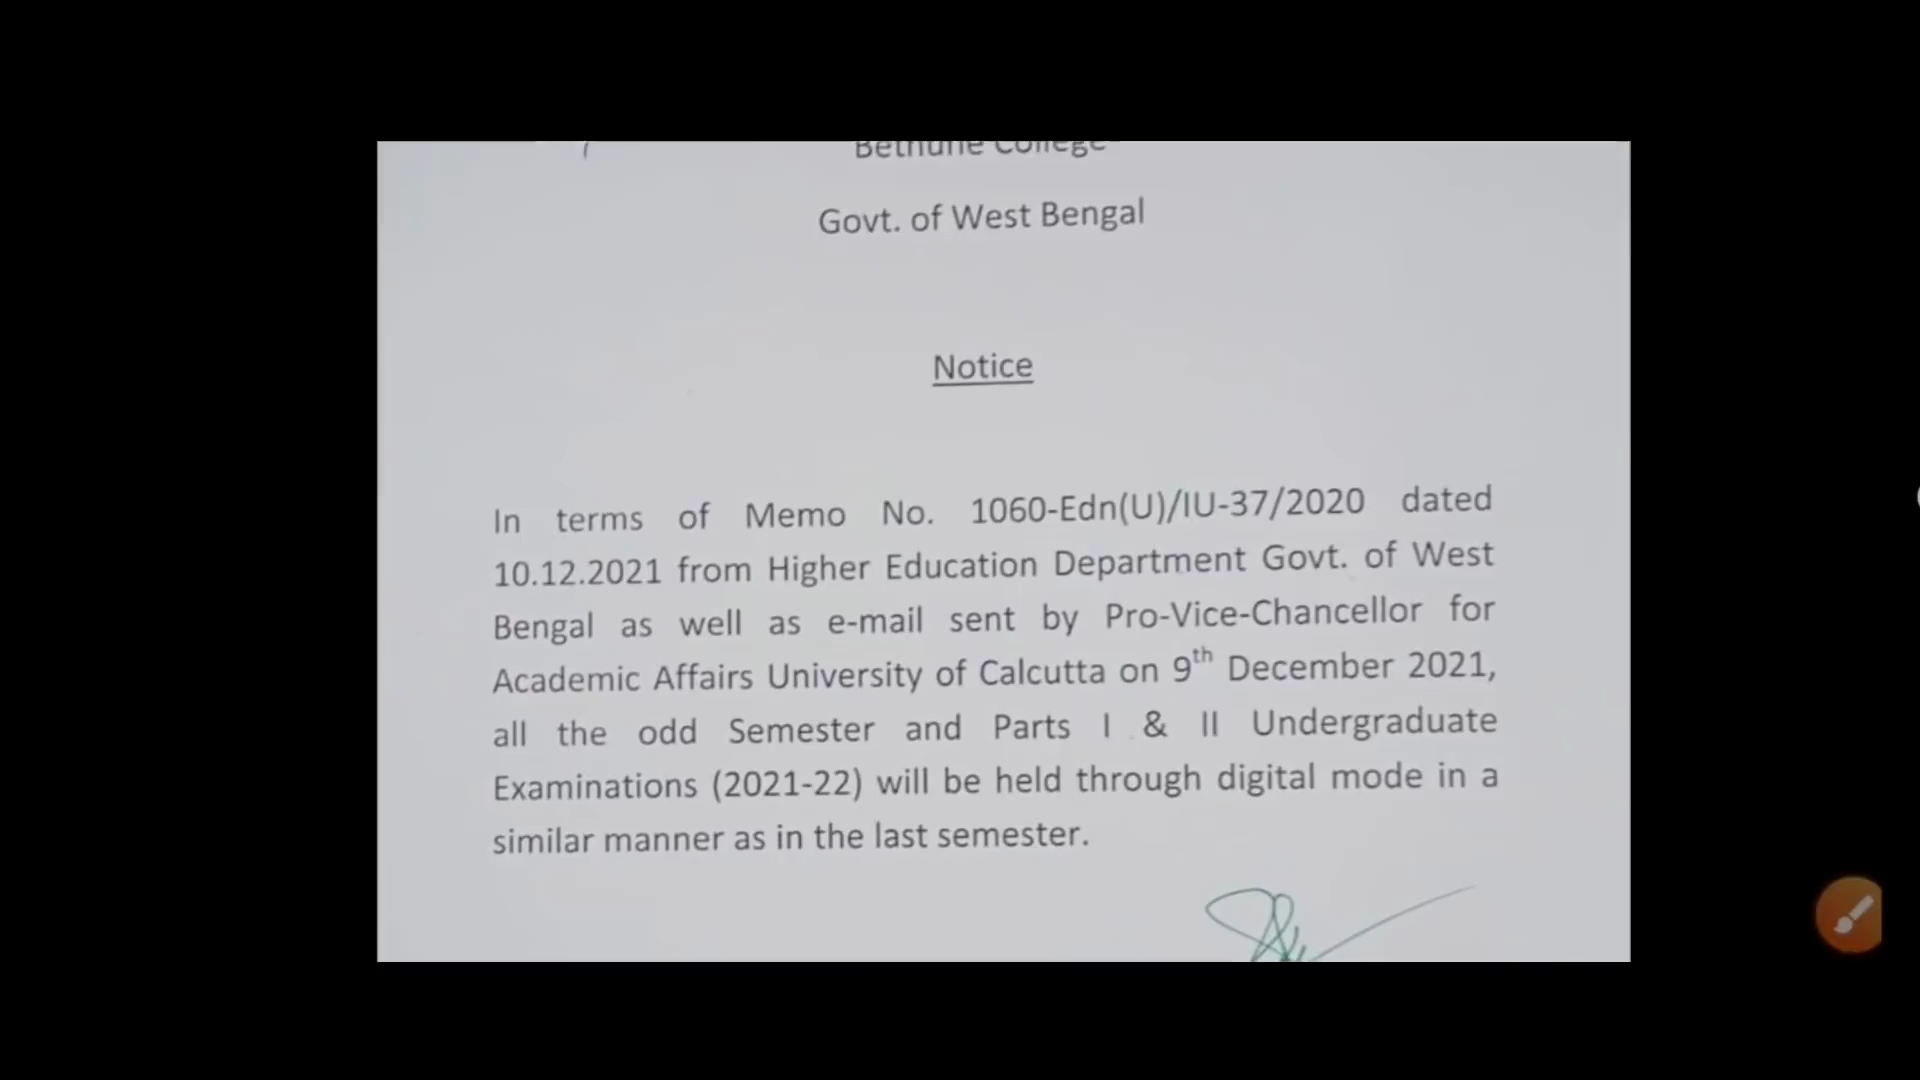 Bethune College
Govt. of West Bengal
Notice
In terms of Memo No. 1060-Edn(U)/IU-37/2020 dated
10.12.2021 from Higher Education Department Govt. of West
Bengal as well as e-mail sent by Pro-Vice-Chancellor for
Academic Affairs University of Calcutta on 9th December 2021,
all the odd Semester and Parts I & II Undergraduate
Examinations (2021-22) will be held through digital mode in a
similar manner as in the last semester.